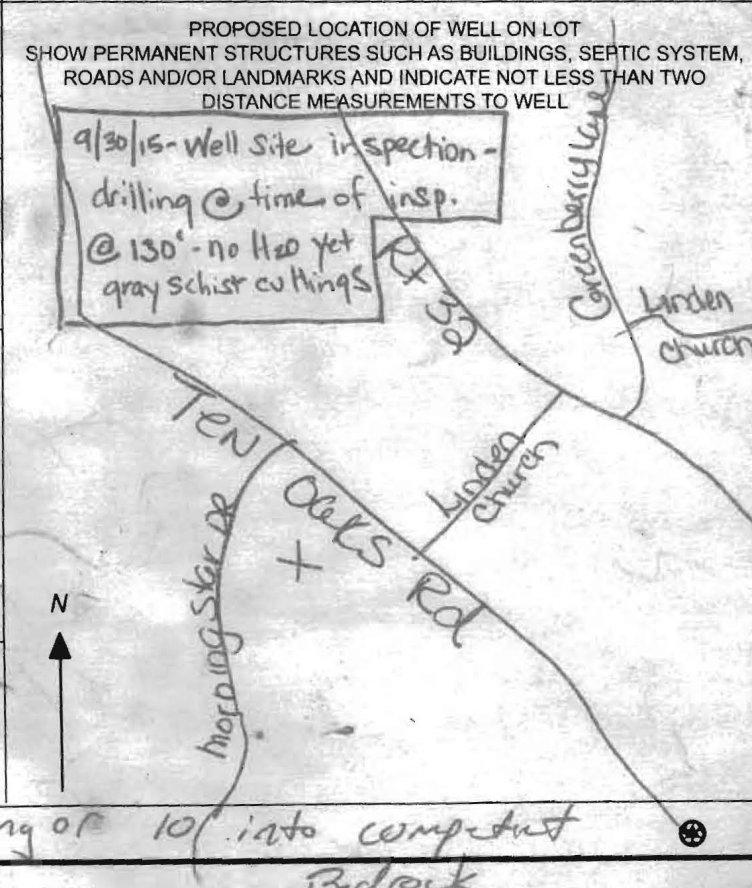 PROPOSED LOCATION OF WELL ON LOT
SHOW PERMANENT STRUCTURES SUCH AS BUILDINGS, SEPTIC SYSTEM,
ROADS AND/OR LANDMARKS AND INDICATE NOT LESS THAN TWO
DISTANCE MEASUREMENTS TO WELL
9/30/15-Well Site inspection-
drilling @ time of insp.
@ 130'-no H2O yet
gray schist cuttings
Rt 32
Greenberry Lane
Linden
Church
Linden
Church
Ten Oaks Rd
Morning Star DR
N
ng of 10' into competent
Bedrock